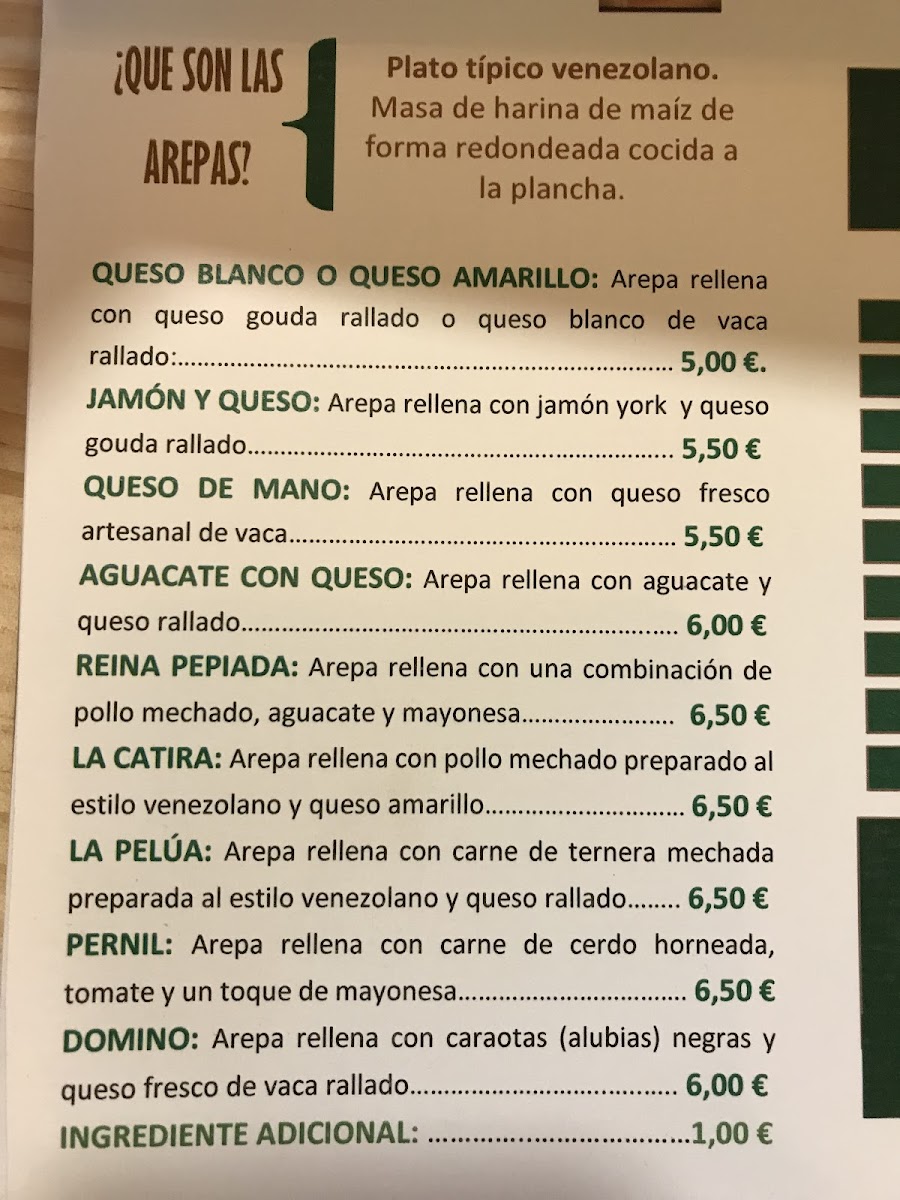 ¿QUE SON LAS
AREPAS?
Plato típico venezolano.
Masa de harina de maíz de
forma redondeada cocida a
la plancha.
QUESO BLANCO O QUESO AMARILLO: Arepa rellena
con queso gouda rallado o queso blanco de vaca
rallado:.......................................................................... 5,00 €.
JAMÓN Y QUESO: Arepa rellena con jamón york y queso
gouda rallado................................................................ 5,50 €
QUESO DE MANO: Arepa rellena con queso fresco
artesanal de vaca.......................................................... 5,50 €
AGUACATE CON QUESO: Arepa rellena con aguacate y
queso rallado................................................................. 6,00 €
REINA PEPIADA: Arepa rellena con una combinación de
pollo mechado, aguacate y mayonesa....................... 6,50 €
LA CATIRA: Arepa rellena con pollo mechado preparado al
estilo venezolano y queso amarillo.............................. 6,50 €
LA PELÚA: Arepa rellena con carne de ternera mechada
preparada al estilo venezolano y queso rallado........ 6,50 €
PERNIL: Arepa rellena con carne de cerdo horneada,
tomate y un toque de mayonesa.................................. 6,50 €
DOMINO: Arepa rellena con caraotas (alubias) negras y
queso fresco de vaca rallado........................................ 6,00 €
INGREDIENTE ADICIONAL: .......................................1,00 €